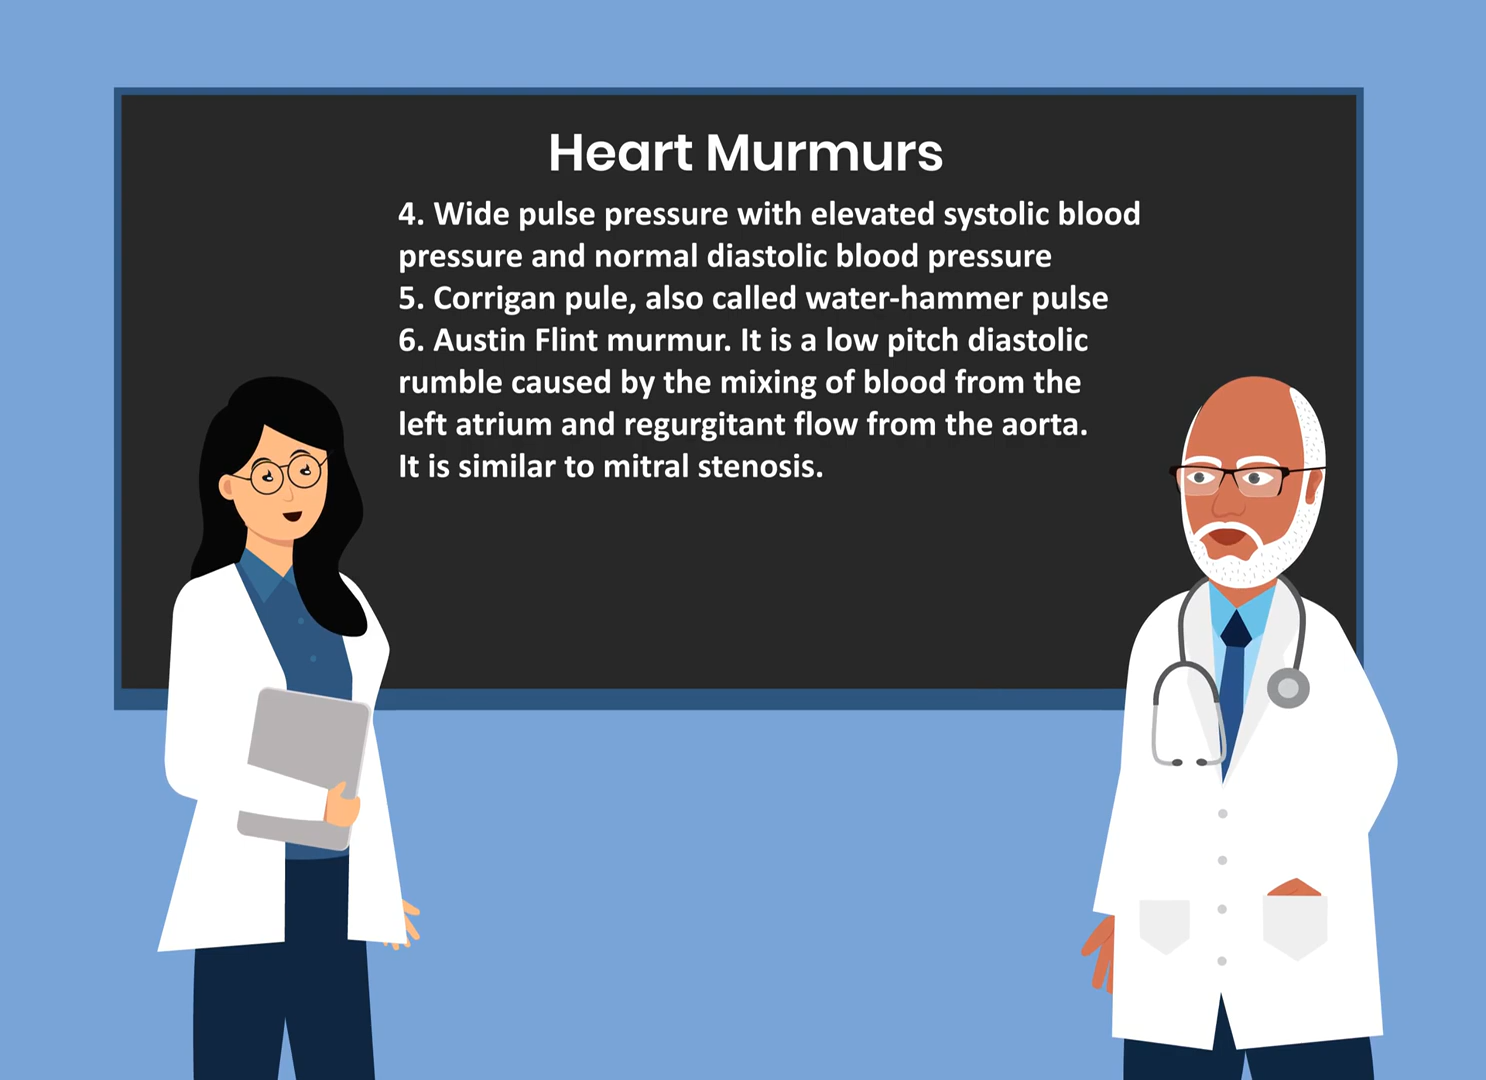 Heart Murmurs
4. Wide pulse pressure with elevated systolic blood
pressure and normal diastolic blood pressure
5. Corrigan pule, also called water-hammer pulse
6. Austin Flint murmur. It is a low pitch diastolic
rumble caused by the mixing of blood from the
left atrium and regurgitant flow from the aorta.
It is similar to mitral stenosis.